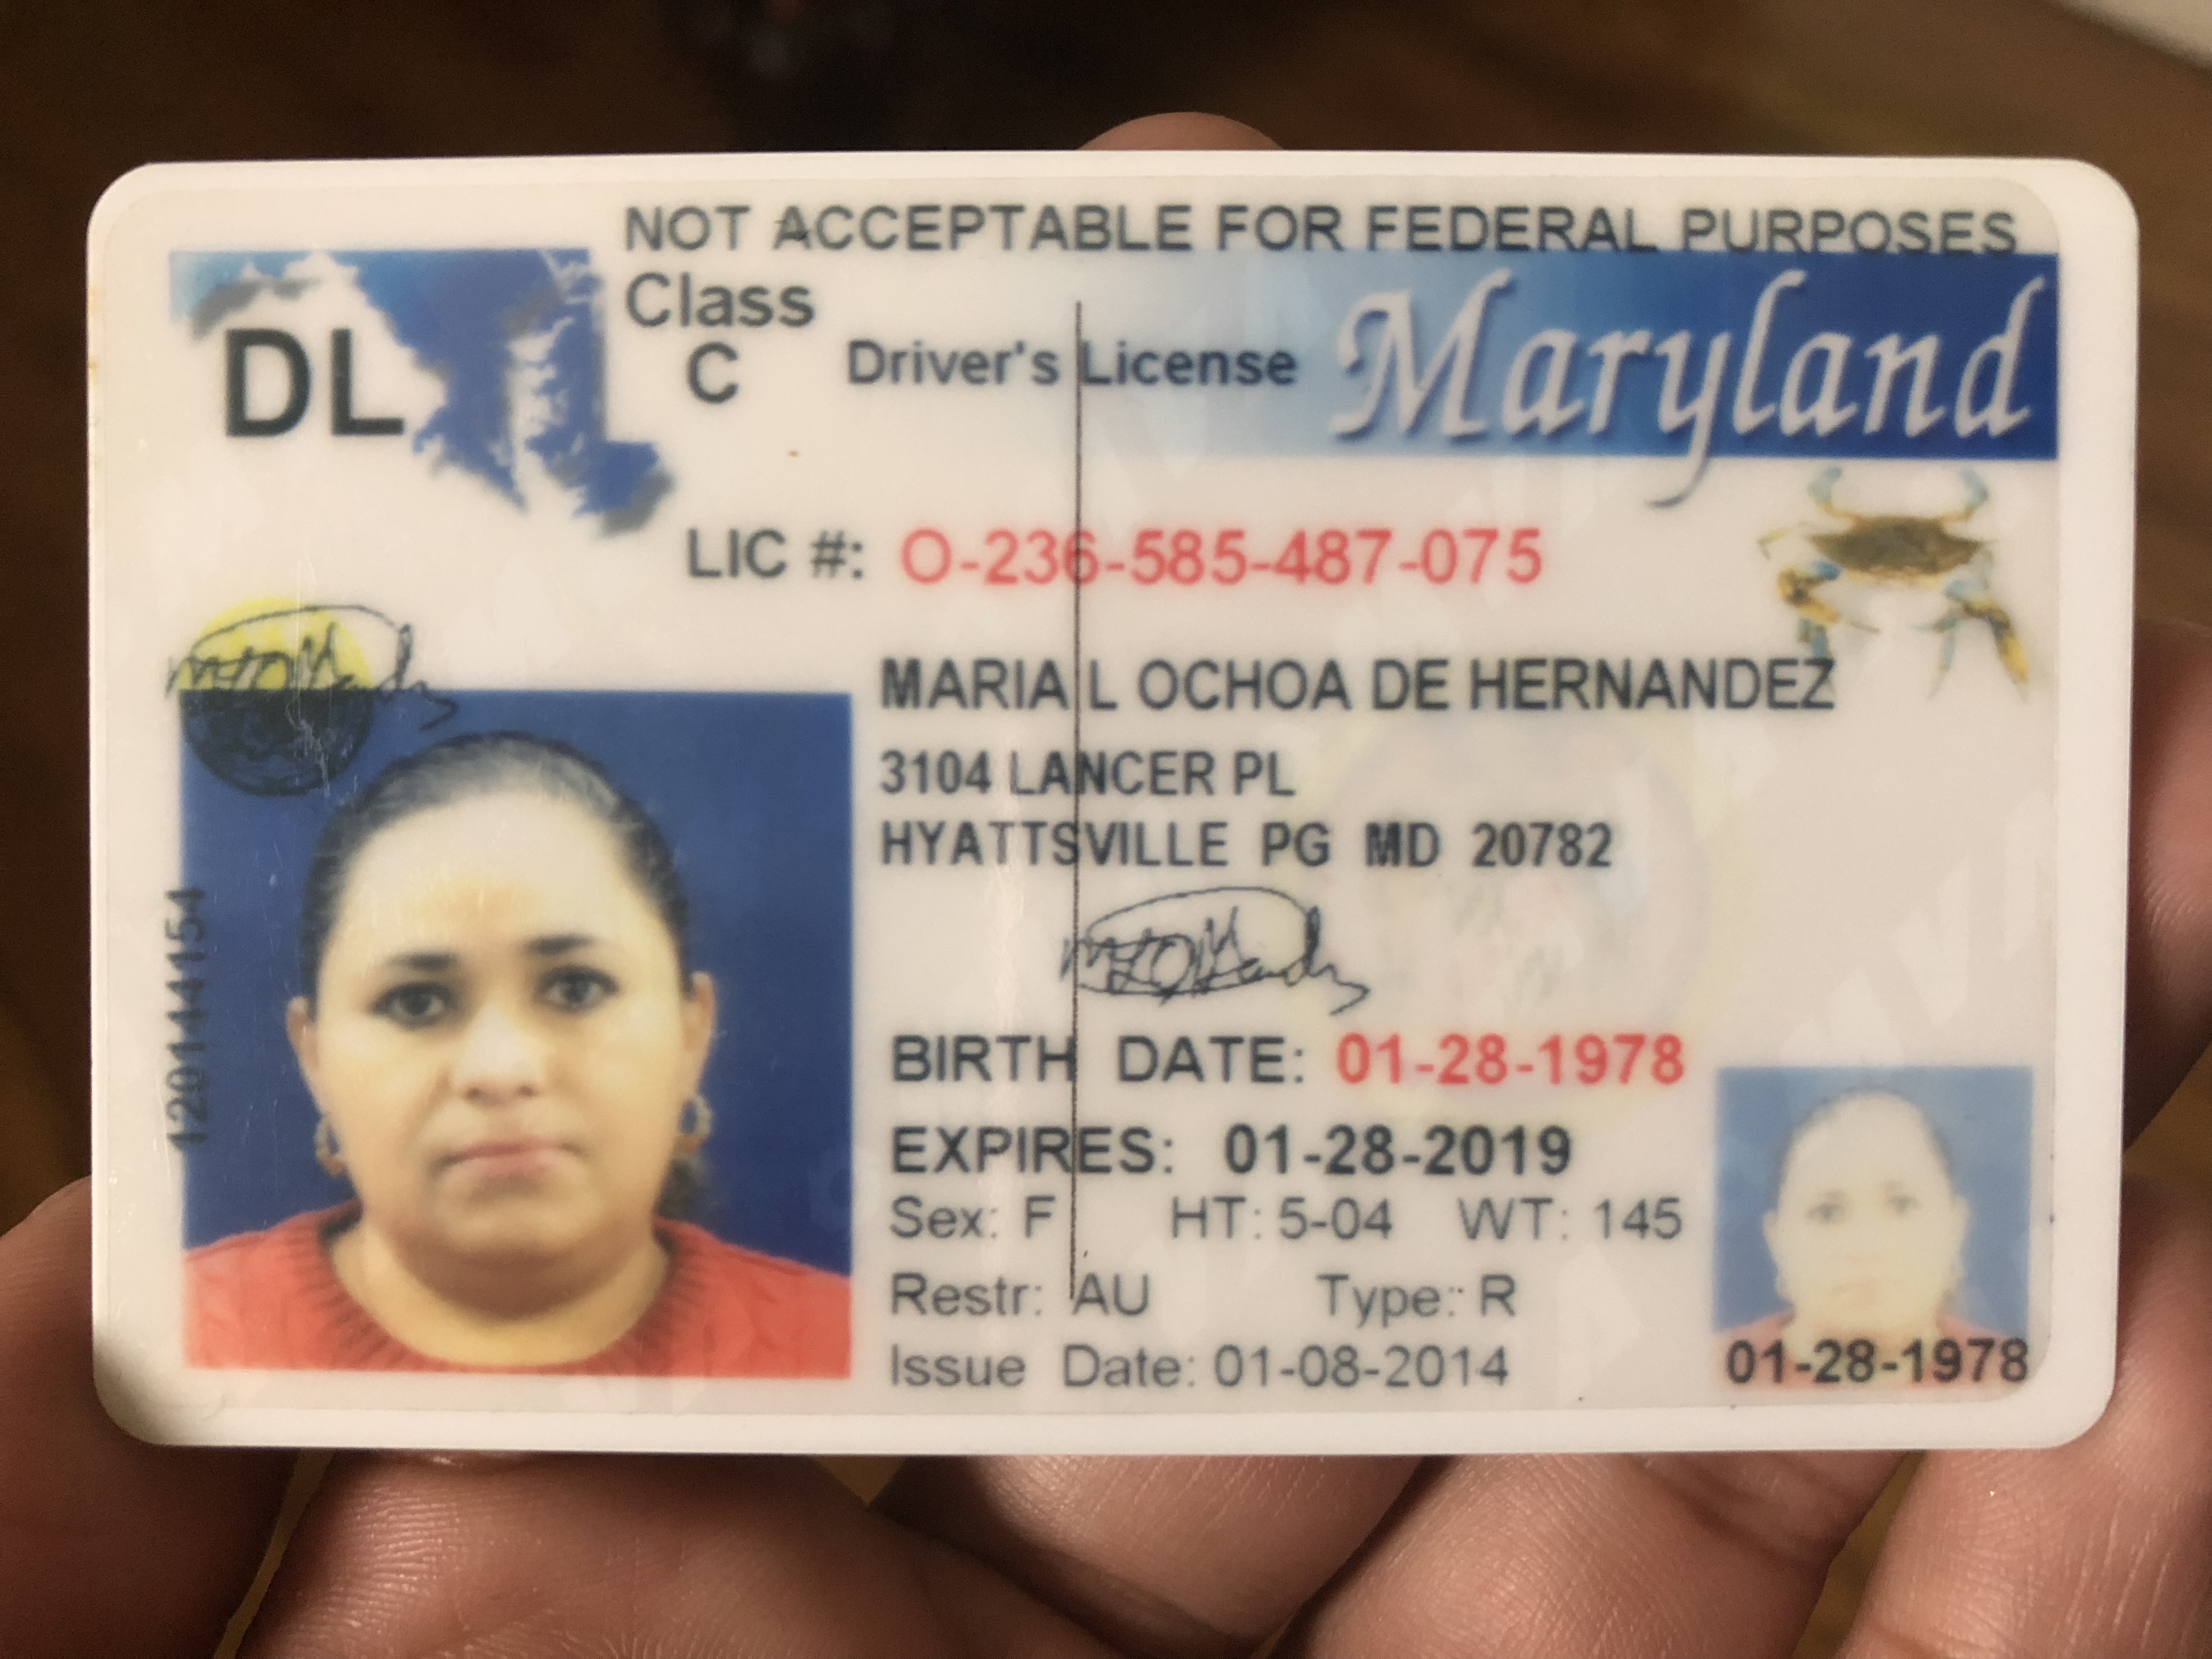 NOT ACCEPTABLE FOR FEDERAL PURPOSES
DL
Class
C
Driver's License
Maryland
LIC #: O-236-585-487-075
MARIA L OCHOA DE HERNANDEZ
3104 LANCER PL
HYATTSVILLE PG MD 20782
BIRTH DATE: 01-28-1978
EXPIRES: 01-28-2019
Sex: F HT: 5-04 WT: 145
Restr: AU Type: R
Issue Date: 01-08-2014
01-28-1978